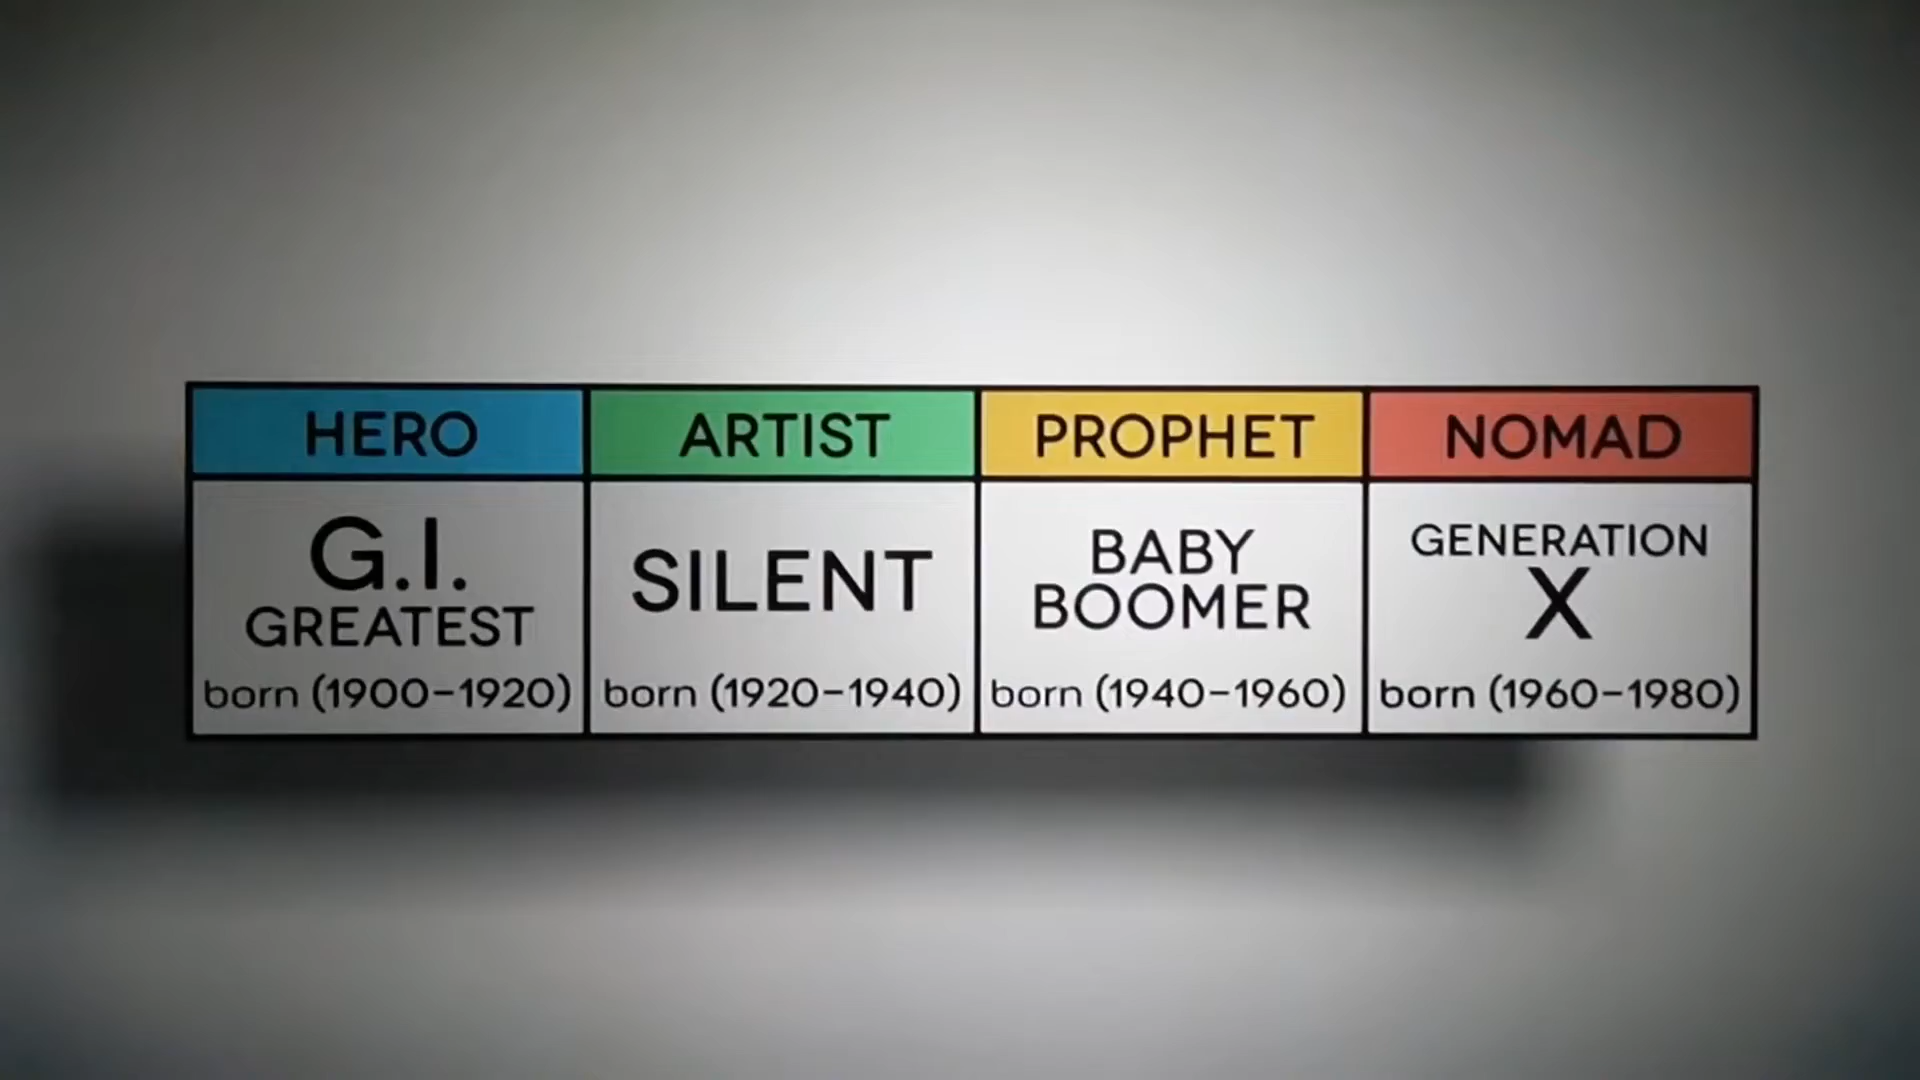 HERO
ARTIST
PROPHET
NOMAD
G.I.
GREATEST
born (1900–1920)
SILENT
born (1920–1940)
BABY
BOOMER
born (1940–1960)
GENERATION
X
born (1960–1980)